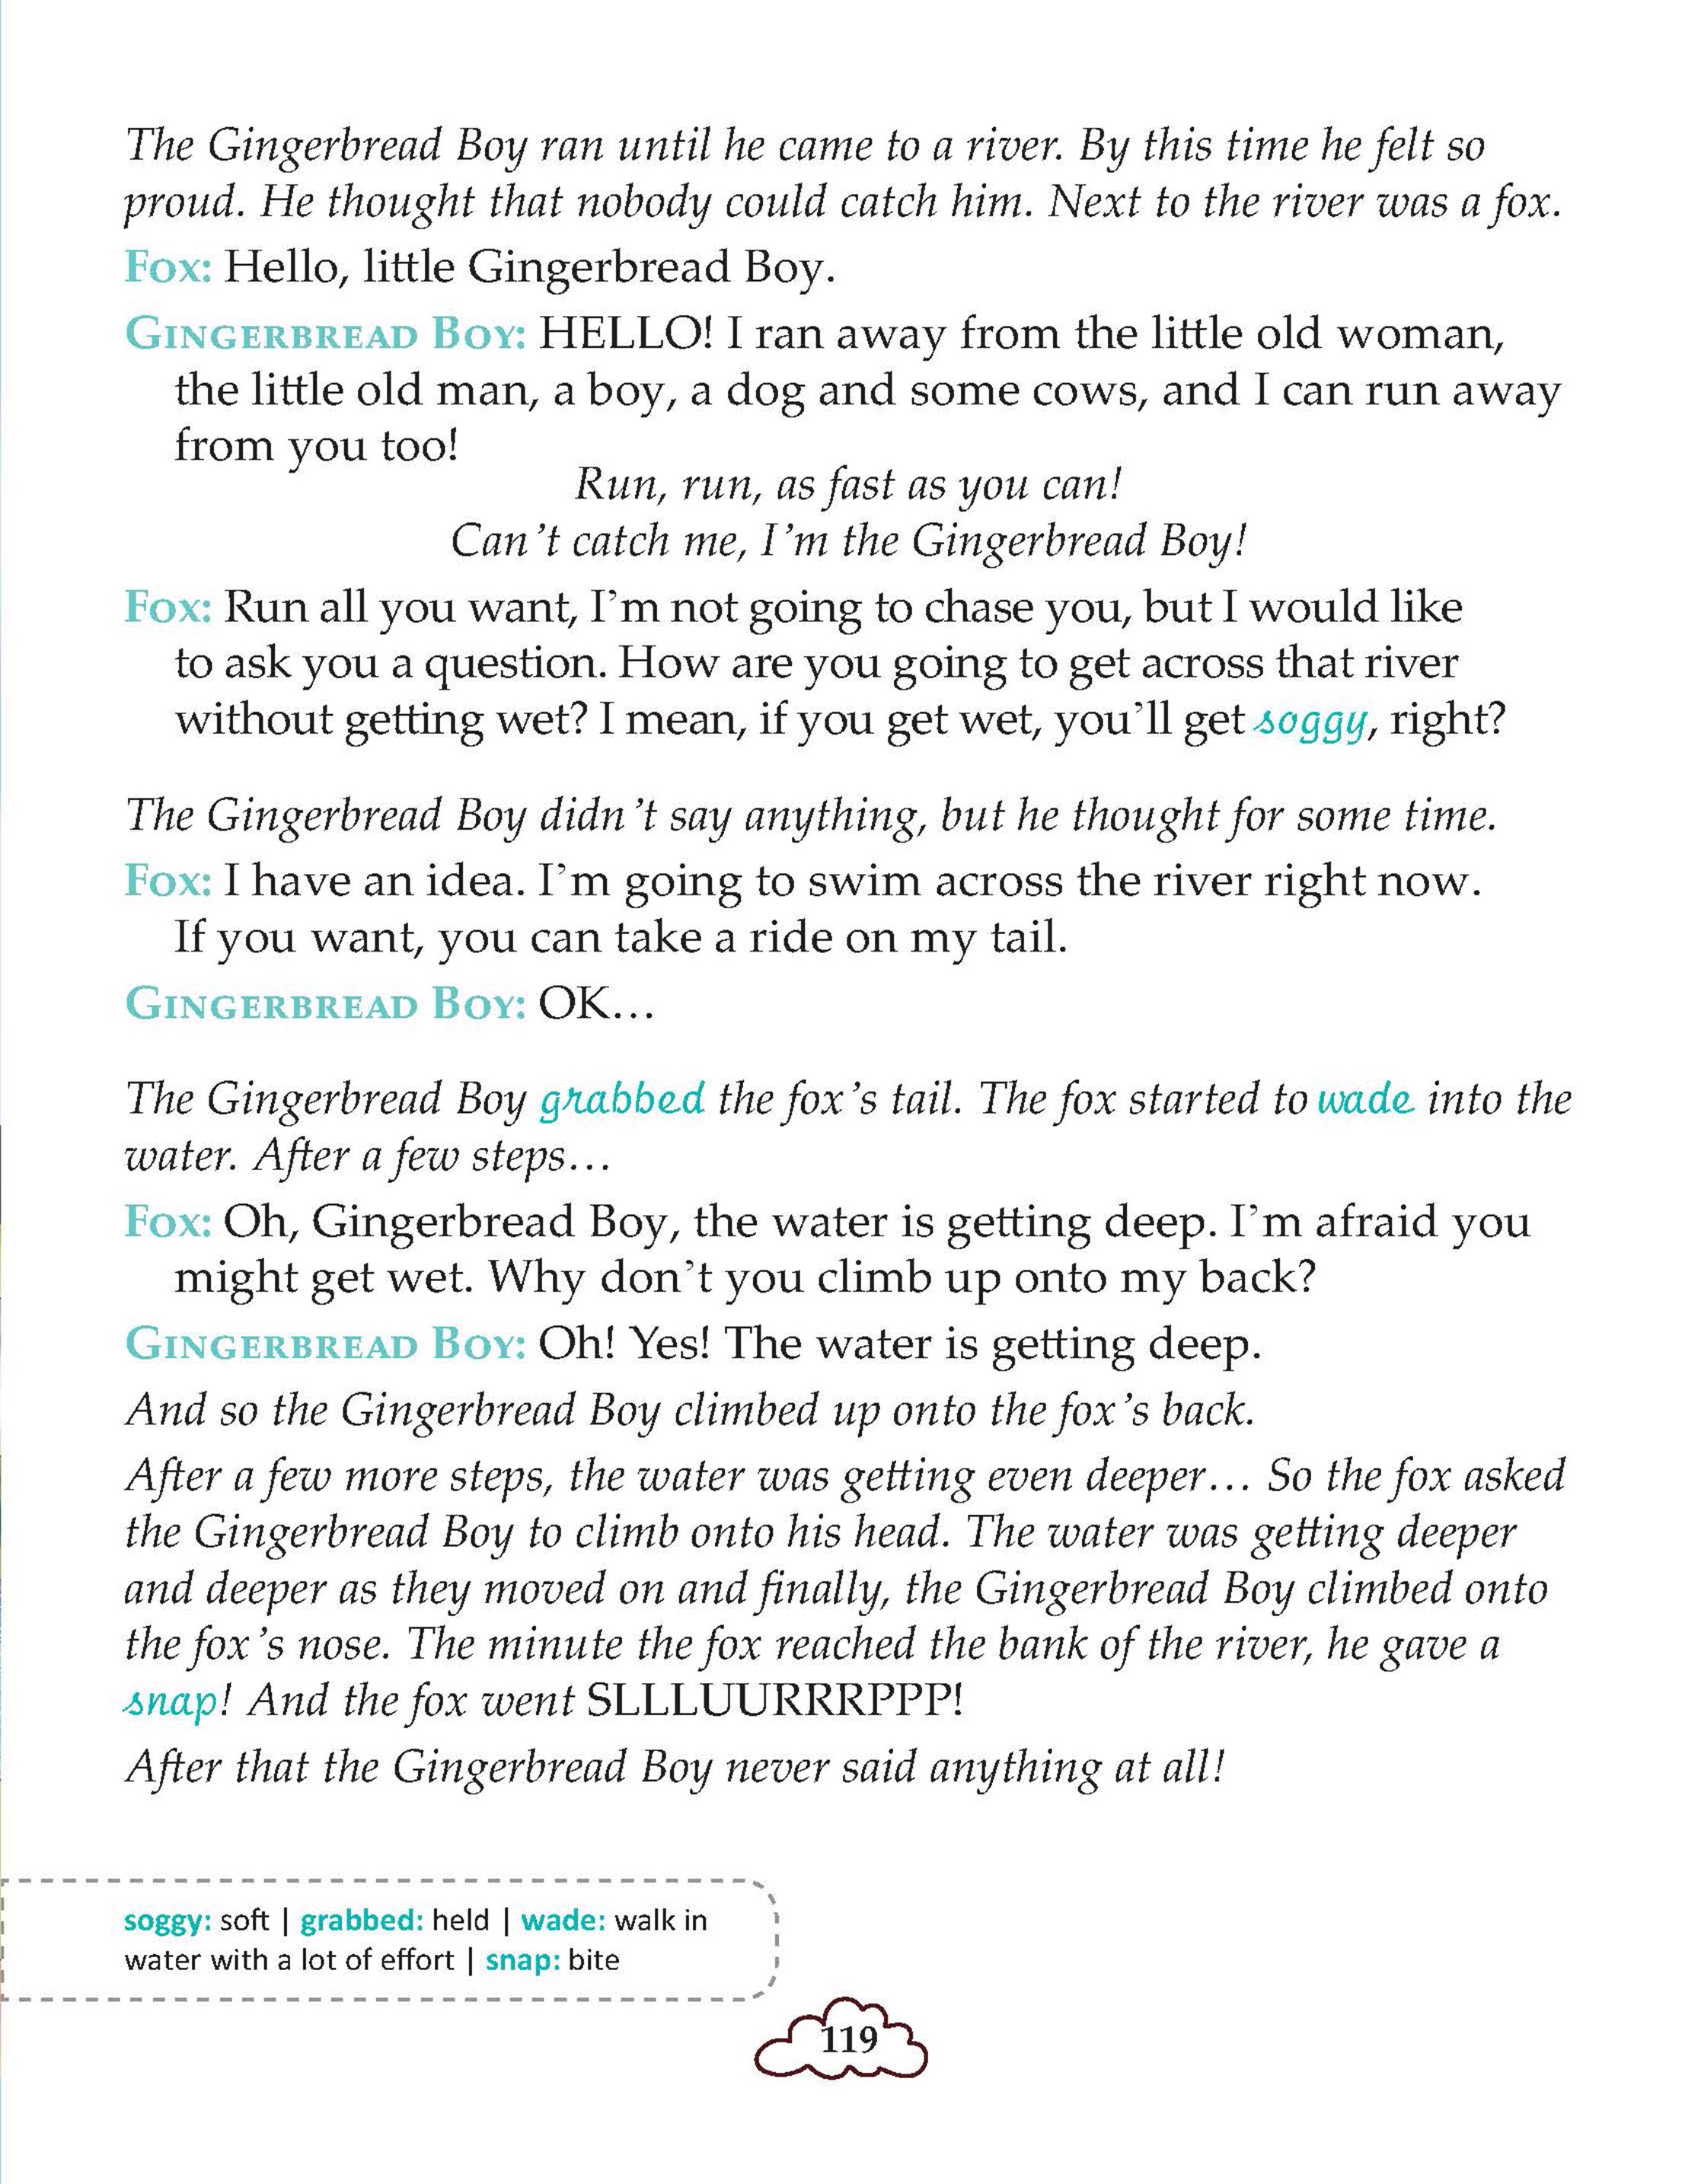 The Gingerbread Boy ran until he came to a river. By this time he felt so
proud. He thought that nobody could catch him. Next to the river was a fox.
Fox: Hello, little Gingerbread Boy.
Gingerbread Boy: HELLO! I ran away from the little old woman,
the little old man, a boy, a dog and some cows, and I can run away
from you too!
Run, run, as fast as you can!
Can't catch me, I'm the Gingerbread Boy!
Fox: Run all you want, I'm not going to chase you, but I would like
to ask you a question. How are you going to get across that river
without getting wet? I mean, if you get wet, you'll get soggy, right?
The Gingerbread Boy didn't say anything, but he thought for some time.
Fox: I have an idea. I'm going to swim across the river right now.
If you want, you can take a ride on my tail.
Gingerbread Boy: OK…
The Gingerbread Boy grabbed the fox's tail. The fox started to wade into the
water. After a few steps…
Fox: Oh, Gingerbread Boy, the water is getting deep. I'm afraid you
might get wet. Why don't you climb up onto my back?
Gingerbread Boy: Oh! Yes! The water is getting deep.
And so the Gingerbread Boy climbed up onto the fox's back.
After a few more steps, the water was getting even deeper… So the fox asked
the Gingerbread Boy to climb onto his head. The water was getting deeper
and deeper as they moved on and finally, the Gingerbread Boy climbed onto
the fox's nose. The minute the fox reached the bank of the river, he gave a
snap! And the fox went SLLLUURRRPPP!
After that the Gingerbread Boy never said anything at all!
soggy: soft | grabbed: held | wade: walk in
water with a lot of effort | snap: bite
119